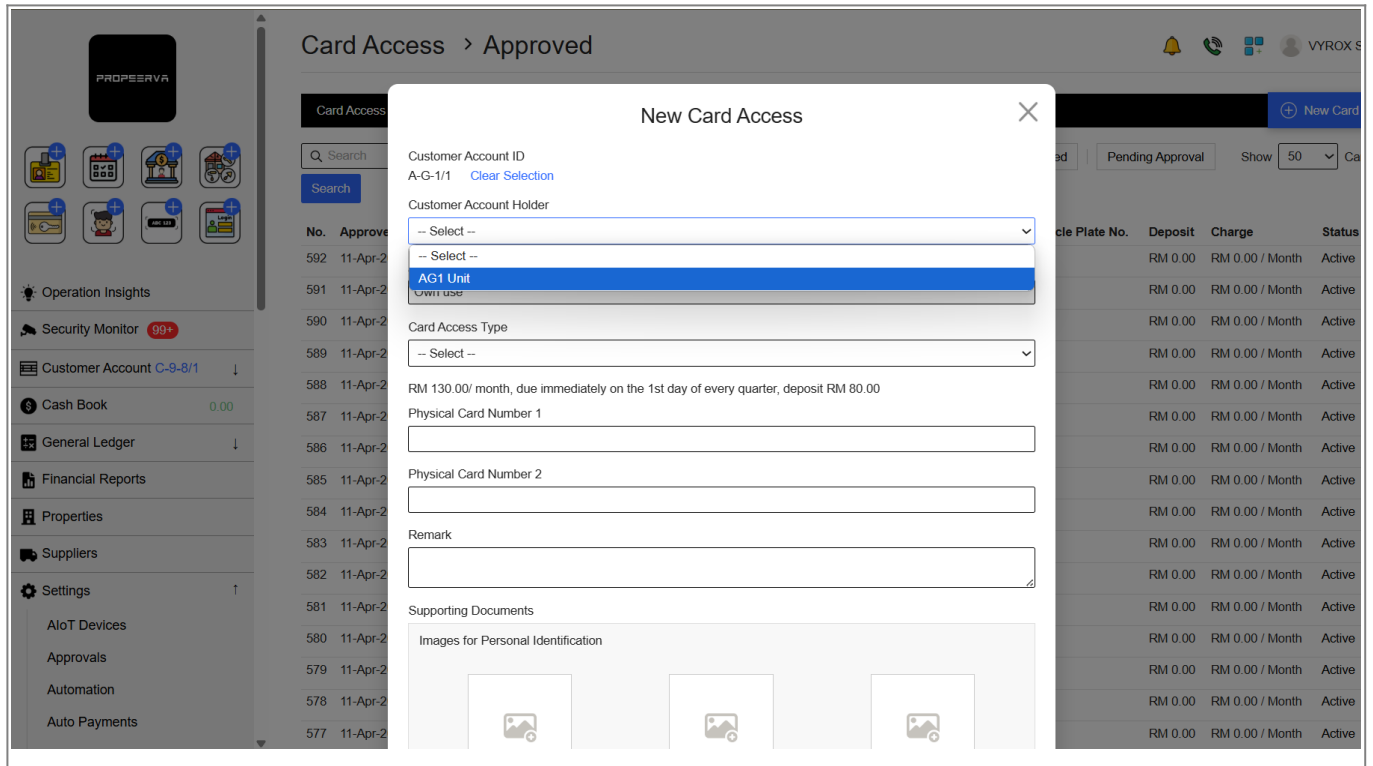 PROPEERVA
Operation Insights
Security Monitor 99+
Customer Account C-9-8/1 ↓
Cash Book 0.00
General Ledger ↓
Financial Reports
Properties
Suppliers
Settings ↑
AIoT Devices
Approvals
Automation
Auto Payments
Card Access > Approved
VYROX S
Card Access
New Card
Search
Pending Approval
Show 50
Ca
Search
No. Approve
cle Plate No. Deposit Charge Status
592 11-Apr-2 RM 0.00 RM 0.00 / Month Active
591 11-Apr-2 RM 0.00 RM 0.00 / Month Active
590 11-Apr-2 RM 0.00 RM 0.00 / Month Active
589 11-Apr-2 RM 0.00 RM 0.00 / Month Active
588 11-Apr-2 RM 0.00 RM 0.00 / Month Active
587 11-Apr-2 RM 0.00 RM 0.00 / Month Active
586 11-Apr-2 RM 0.00 RM 0.00 / Month Active
585 11-Apr-2 RM 0.00 RM 0.00 / Month Active
584 11-Apr-2 RM 0.00 RM 0.00 / Month Active
583 11-Apr-2 RM 0.00 RM 0.00 / Month Active
582 11-Apr-2 RM 0.00 RM 0.00 / Month Active
581 11-Apr-2 RM 0.00 RM 0.00 / Month Active
580 11-Apr-2 RM 0.00 RM 0.00 / Month Active
579 11-Apr-2 RM 0.00 RM 0.00 / Month Active
578 11-Apr-2 RM 0.00 RM 0.00 / Month Active
577 11-Apr-2 RM 0.00 RM 0.00 / Month Active
New Card Access
Customer Account ID
A-G-1/1 Clear Selection
Customer Account Holder
-- Select --
-- Select --
AG1 Unit
Own use
Card Access Type
-- Select --
RM 130.00/ month, due immediately on the 1st day of every quarter, deposit RM 80.00
Physical Card Number 1
Physical Card Number 2
Remark
Supporting Documents
Images for Personal Identification